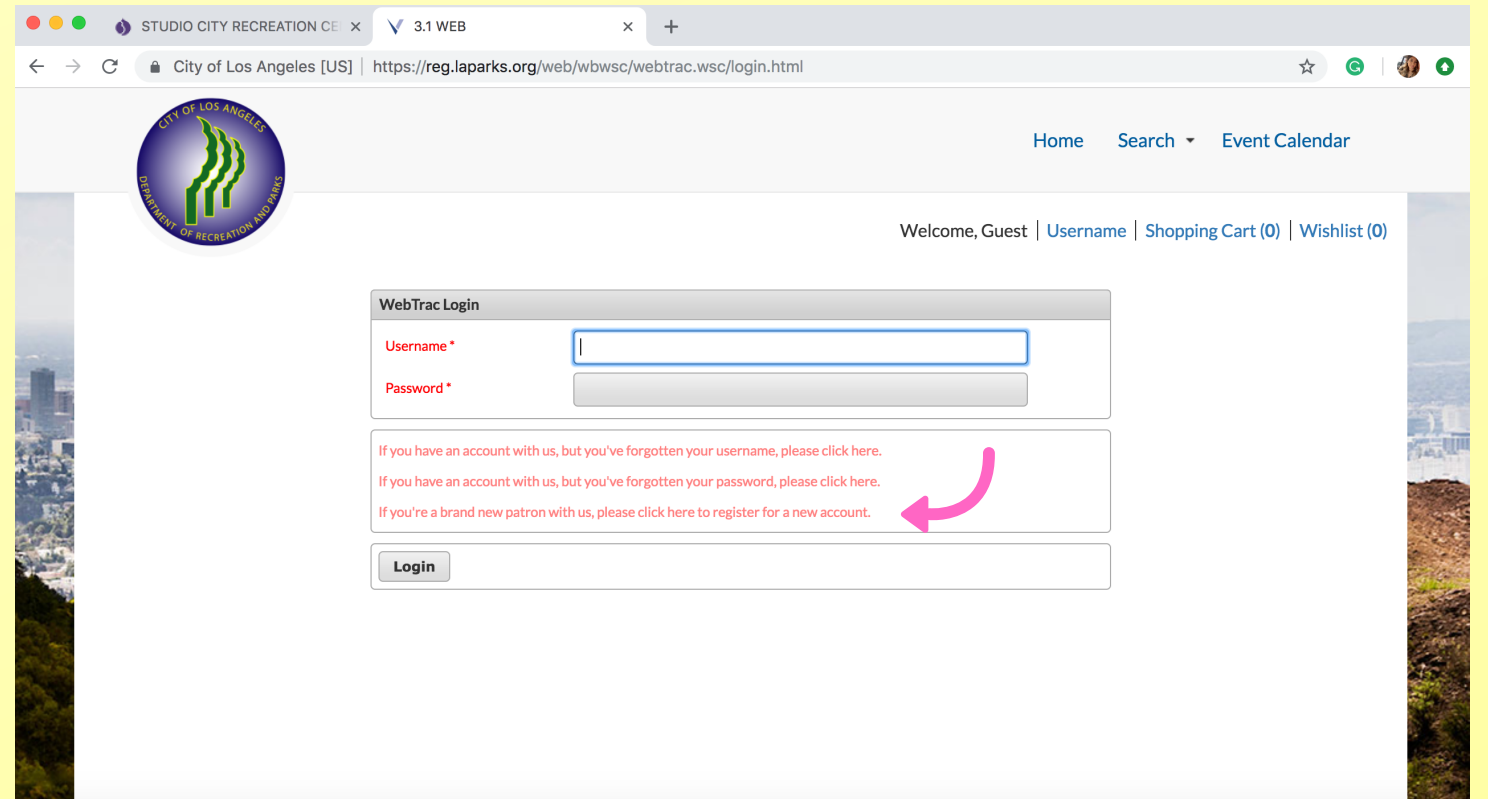 STUDIO CITY RECREATION CE
3.1 WEB
City of Los Angeles [US] | https://reg.laparks.org/web/wbwsc/webtrac.wsc/login.html
CITY OF LOS ANGELES
DEPARTMENT OF RECREATION AND PARKS
Home Search Event Calendar
Welcome, Guest | Username | Shopping Cart (0) | Wishlist (0)
WebTrac Login
Username *
Password *
If you have an account with us, but you've forgotten your username, please click here.
If you have an account with us, but you've forgotten your password, please click here.
If you're a brand new patron with us, please click here to register for a new account.
Login